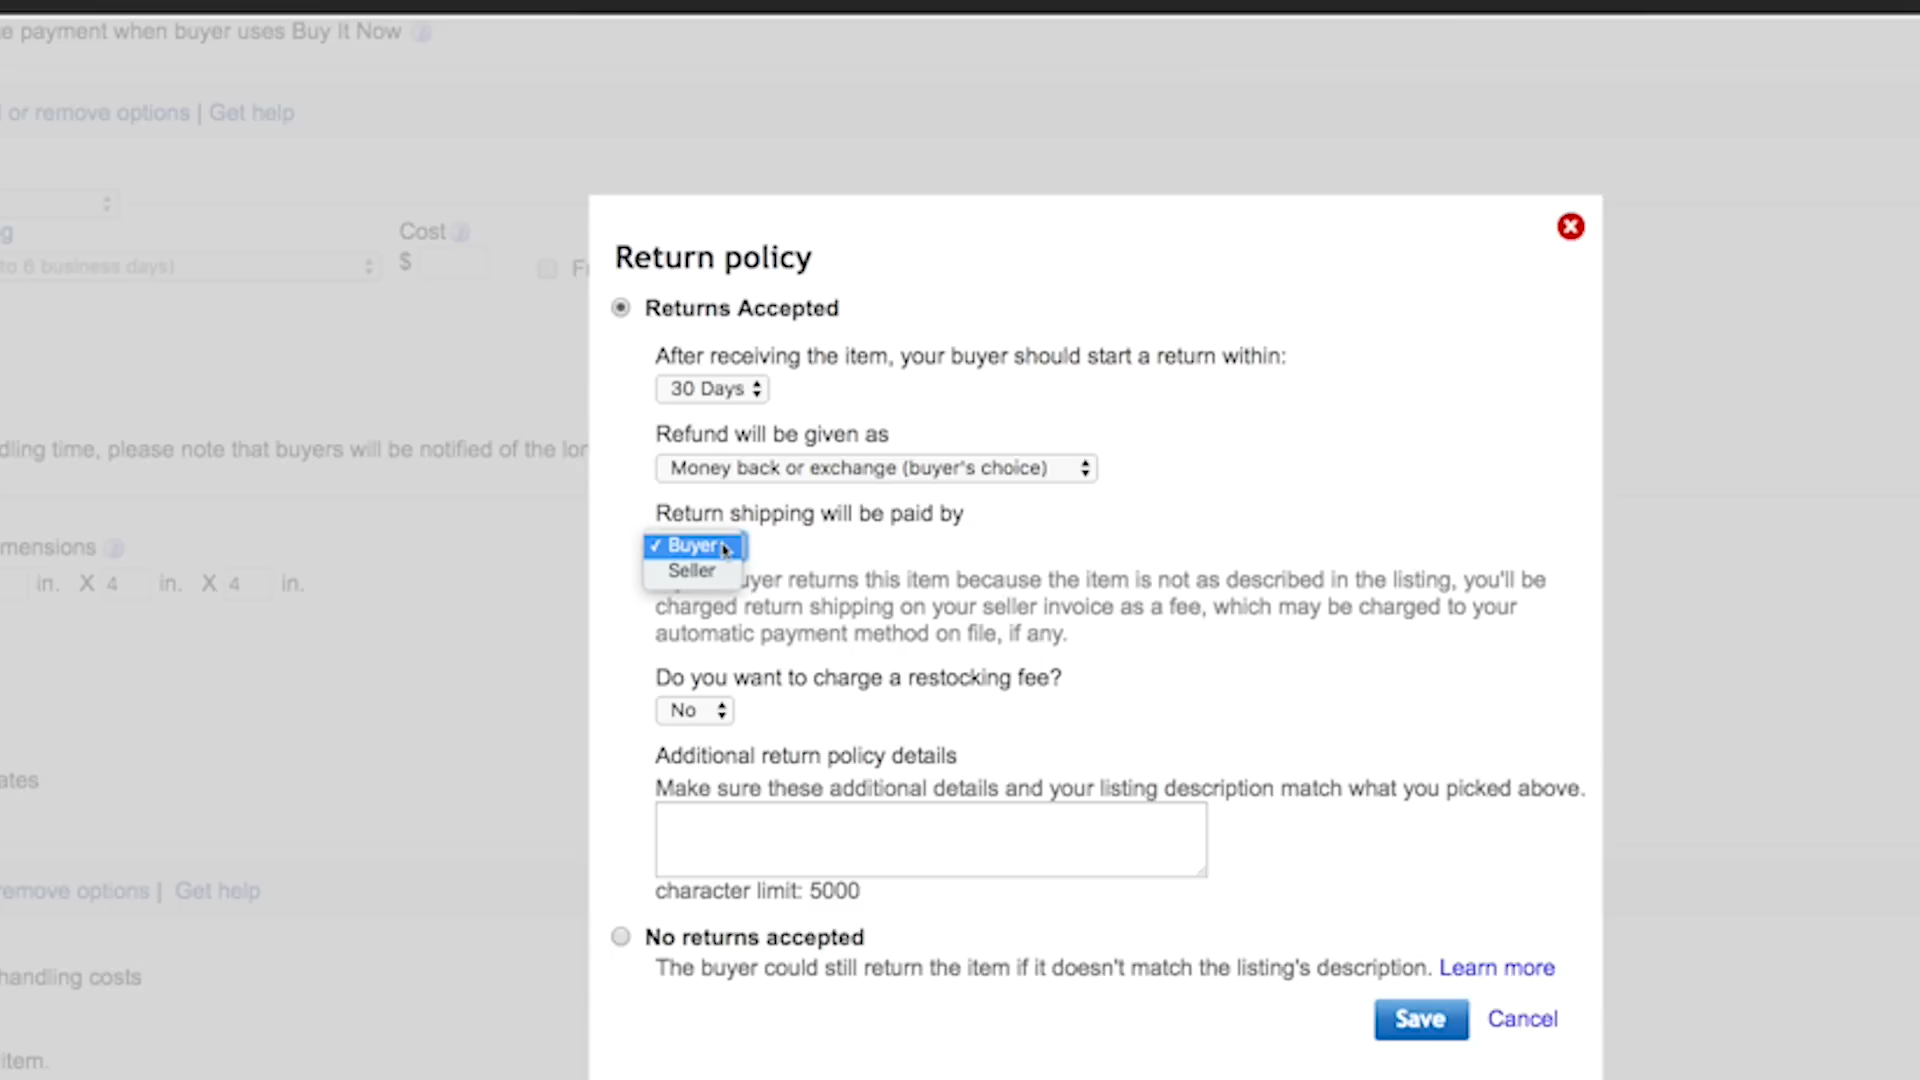 payment when buyer uses Buy It Now
or remove options | Get help
Cost
to 6 business days)
$
dling time, please note that buyers will be notified of the lor
mensions
in. X 4 in. X 4 in.
ates
remove options | Get help
handling costs
item.
Return policy
Returns Accepted
After receiving the item, your buyer should start a return within:
30 Days
Refund will be given as
Money back or exchange (buyer's choice)
Return shipping will be paid by
✓ Buyer
Seller
uyer returns this item because the item is not as described in the listing, you'll be
charged return shipping on your seller invoice as a fee, which may be charged to your
automatic payment method on file, if any.
Do you want to charge a restocking fee?
No
Additional return policy details
Make sure these additional details and your listing description match what you picked above.
character limit: 5000
No returns accepted
The buyer could still return the item if it doesn't match the listing's description. Learn more
Save Cancel